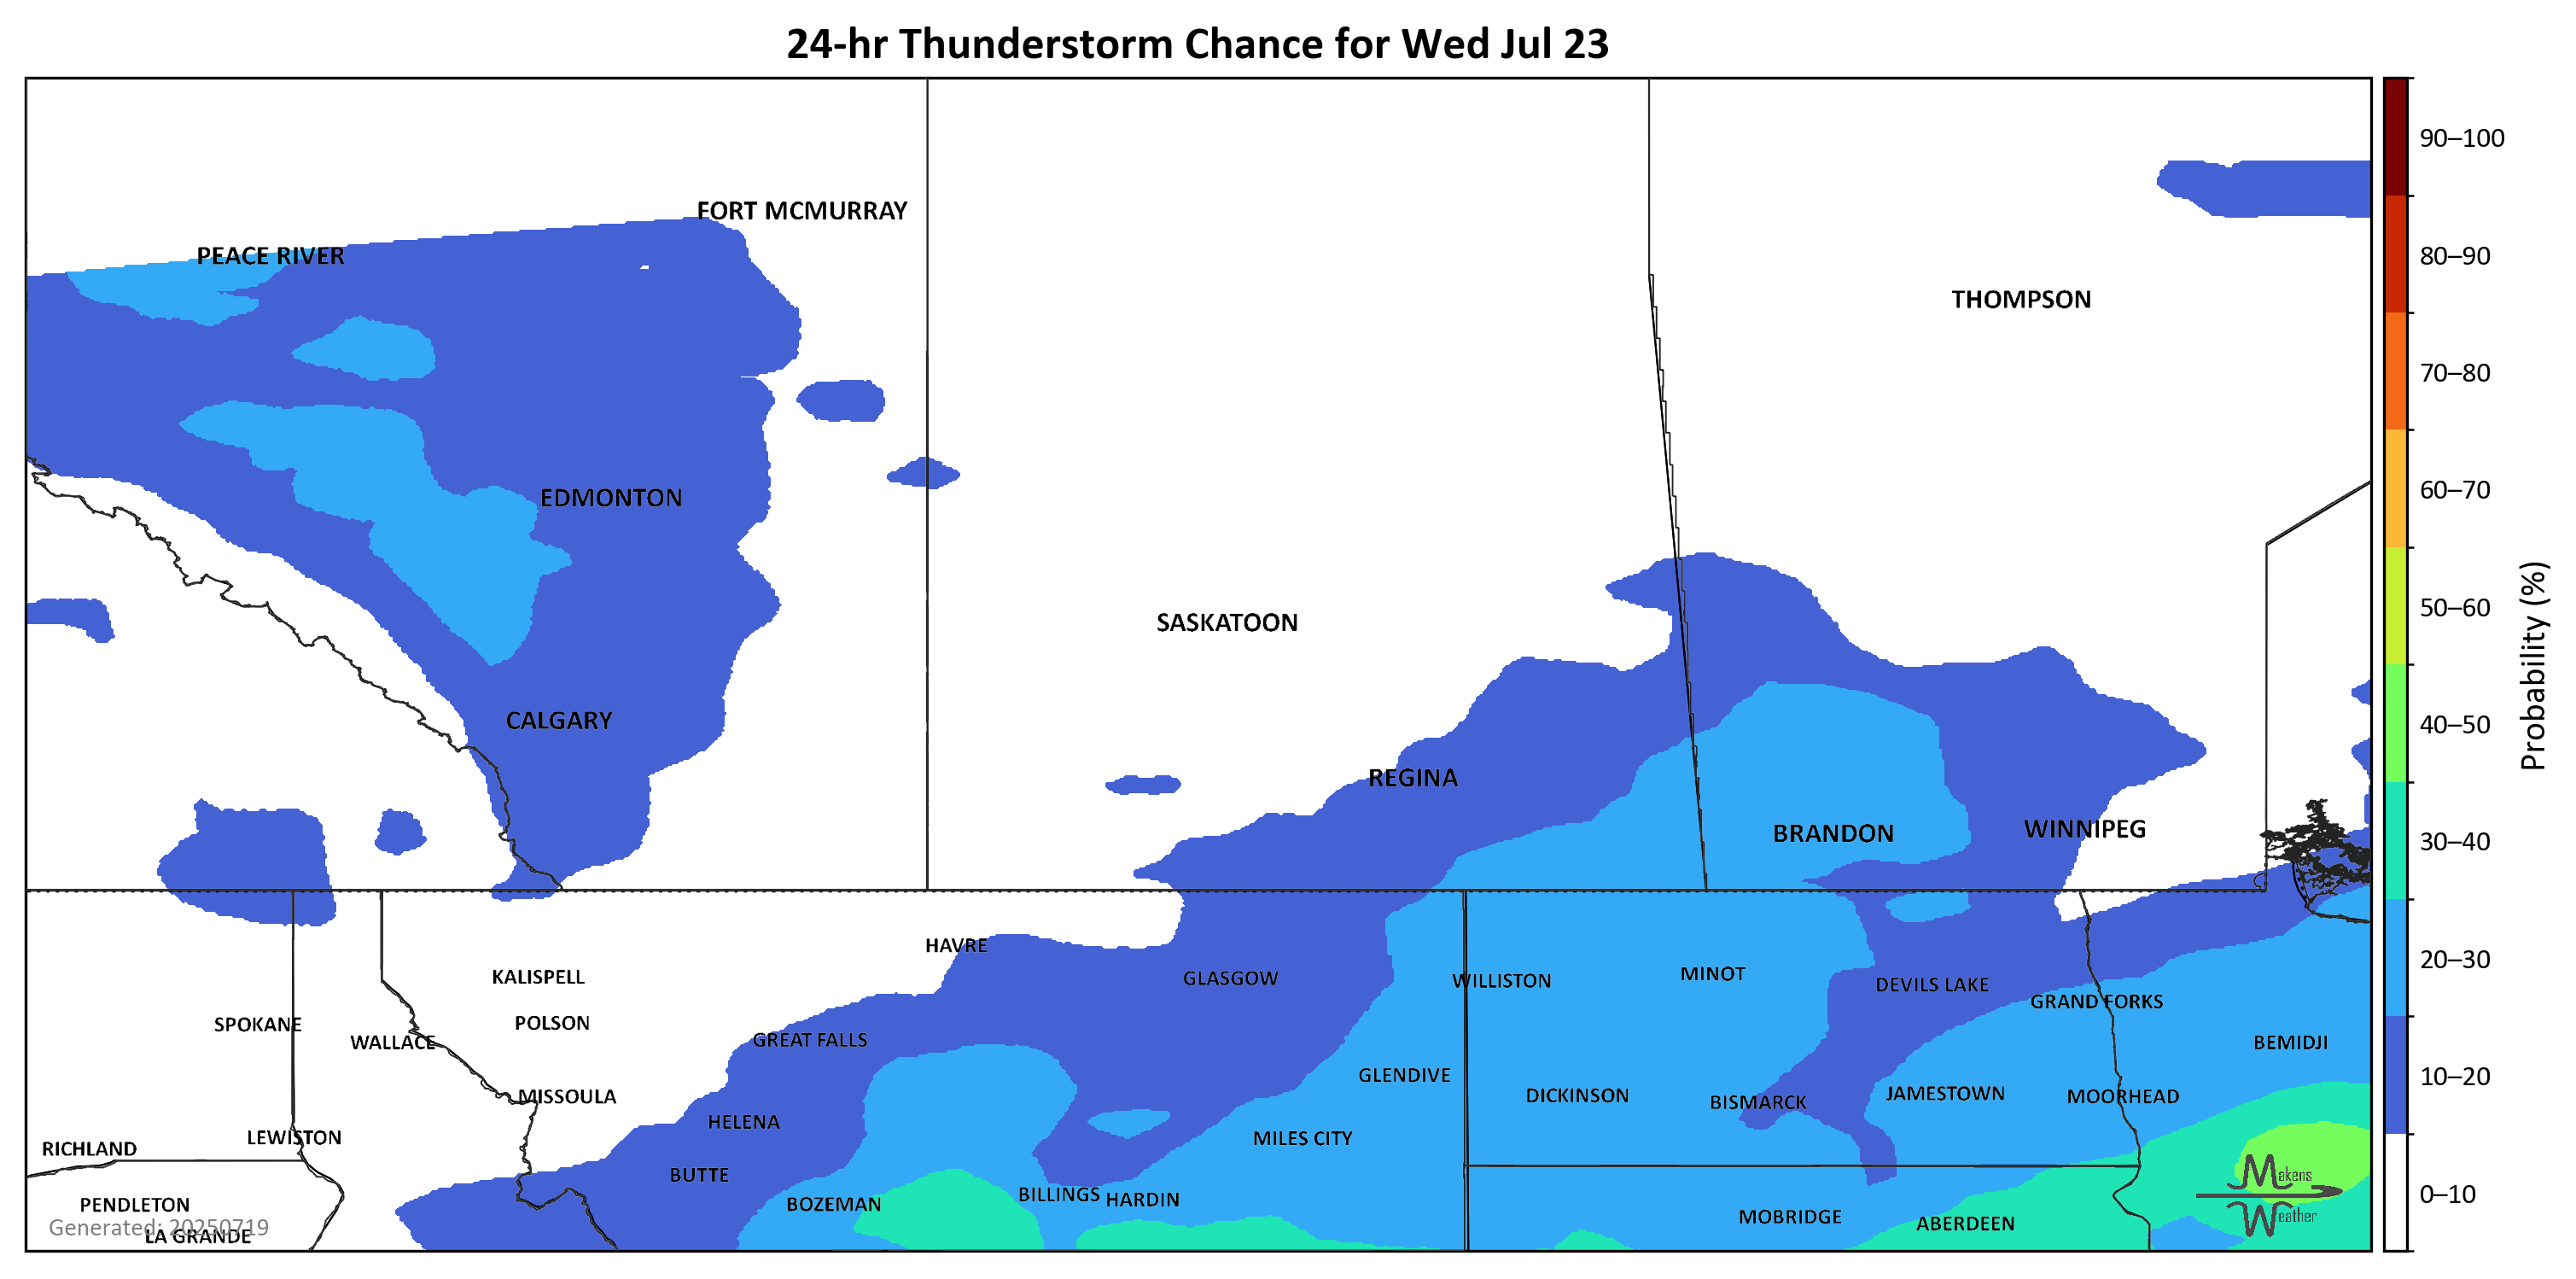 24-hr Thunderstorm Chance for Wed Jul 23
90–100
FORT MCMURRAY
PEACE RIVER
80–90
THOMPSON
70–80
60–70
EDMONTON
50–60
SASKATOON
Probability (%)
CALGARY
40–50
REGINA
BRANDON
WINNIPEG
30–40
HAVRE
20–30
KALISPELL
GLASGOW
WILLISTON
MINOT
DEVILS LAKE
GRAND FORKS
SPOKANE
POLSON
WALLACE
GREAT FALLS
BEMIDJI
GLENDIVE
10–20
MISSOULA
DICKINSON
BISMARCK
JAMESTOWN
MOORHEAD
HELENA
LEWISTON
MILES CITY
RICHLAND
BUTTE
Makens
0–10
PENDLETON
BOZEMAN
BILLINGS
HARDIN
MOBRIDGE
ABERDEEN
Weather
Generated: 20250719
LA GRANDE